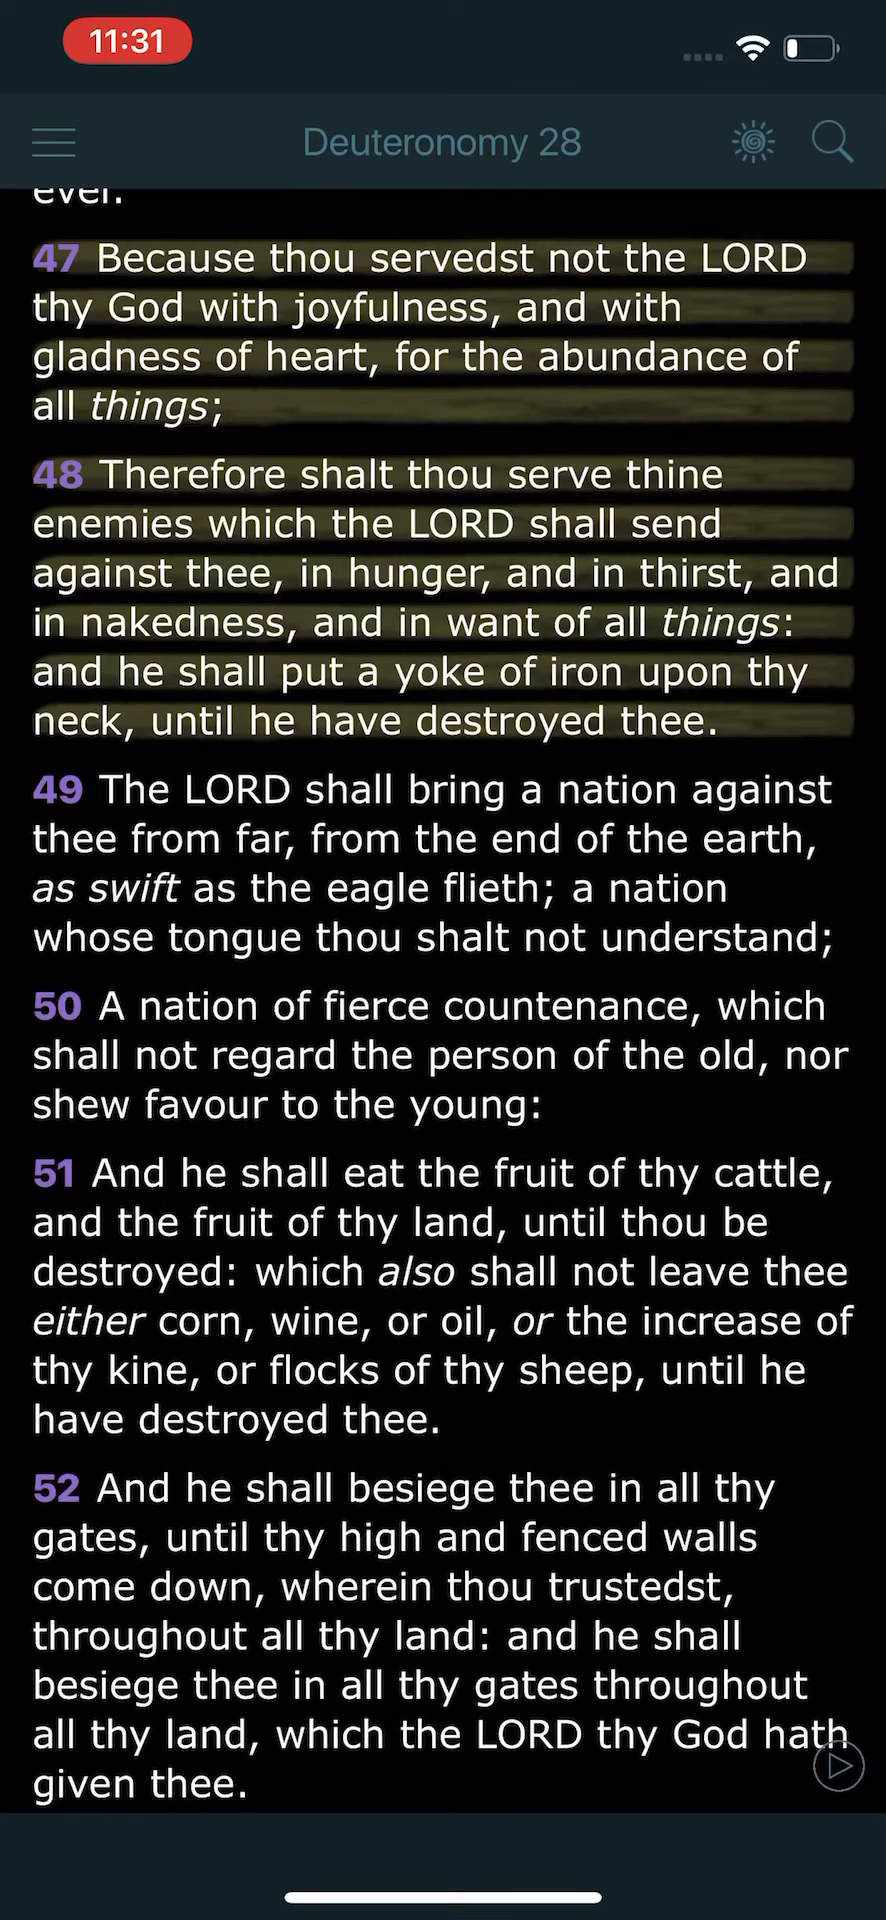 11:31
Deuteronomy 28
ever.
47 Because thou servedst not the LORD
thy God with joyfulness, and with
gladness of heart, for the abundance of
all things;
48 Therefore shalt thou serve thine
enemies which the LORD shall send
against thee, in hunger, and in thirst, and
in nakedness, and in want of all things:
and he shall put a yoke of iron upon thy
neck, until he have destroyed thee.
49 The LORD shall bring a nation against
thee from far, from the end of the earth,
as swift as the eagle flieth; a nation
whose tongue thou shalt not understand;
50 A nation of fierce countenance, which
shall not regard the person of the old, nor
shew favour to the young:
51 And he shall eat the fruit of thy cattle,
and the fruit of thy land, until thou be
destroyed: which also shall not leave thee
either corn, wine, or oil, or the increase of
thy kine, or flocks of thy sheep, until he
have destroyed thee.
52 And he shall besiege thee in all thy
gates, until thy high and fenced walls
come down, wherein thou trustedst,
throughout all thy land: and he shall
besiege thee in all thy gates throughout
all thy land, which the LORD thy God hath
given thee.